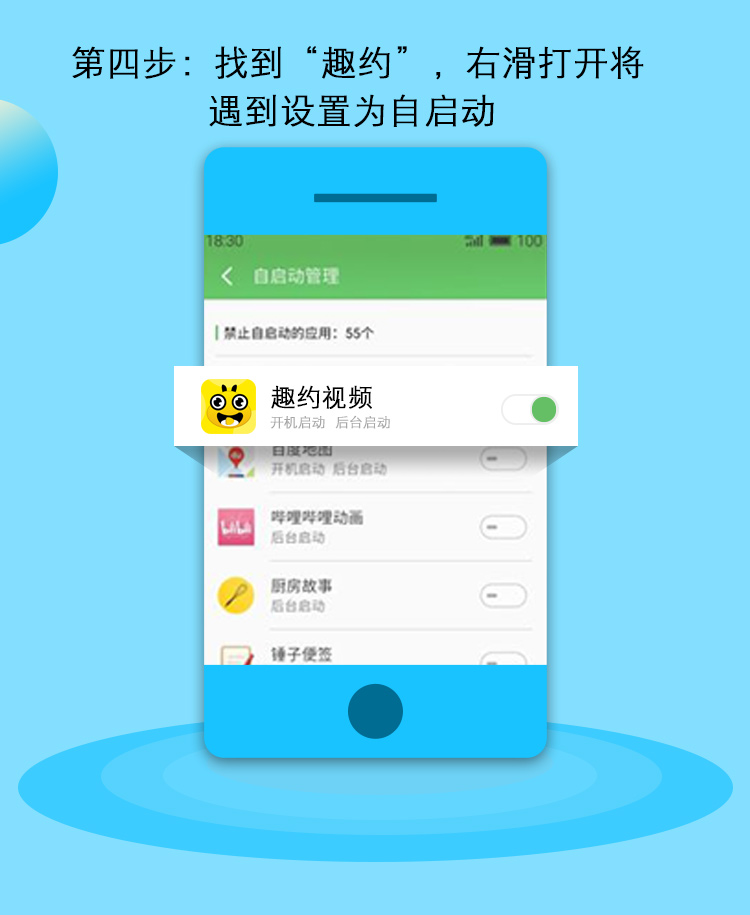 第四步：找到“趣约”，右滑打开将
遇到设置为自启动
18:30
100
自启动管理
禁止自启动的应用：55个
趣约视频
开机启动 后台启动
百度地图
开机启动 后台启动
哔哩哔哩动画
后台启动
厨房故事
后台启动
锤子便签